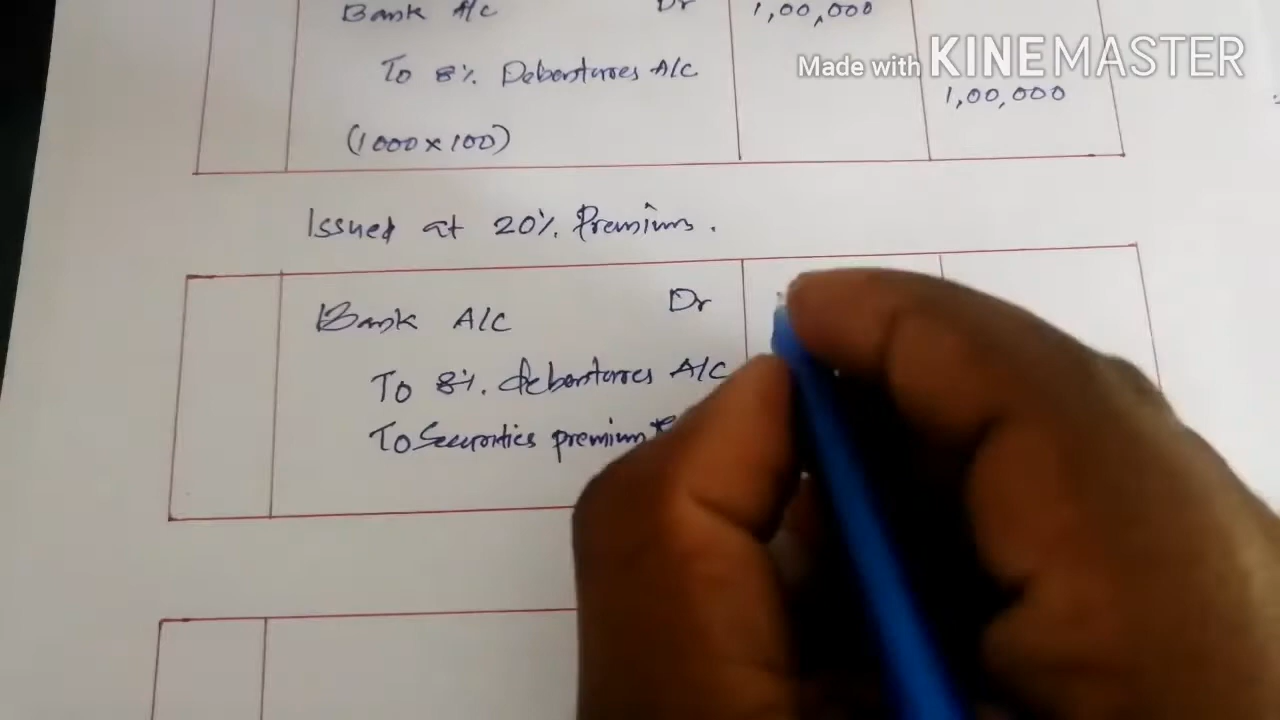 Bank A/c Dr 1,00,000
Made with KINEMASTER
To 8% Debentures A/c
1,00,000
(1000×100)
Issued at 20% Premium.
Bank A/C Dr
To 8%. debentures A/C
To Securities premium